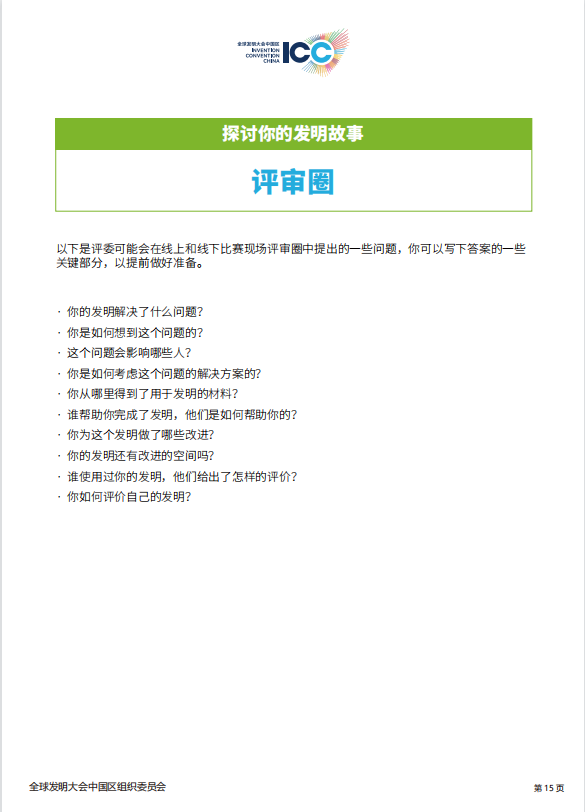 全球发明大会中国区
INVENTION
CONVENTION
CHINA
ICC
探讨你的发明故事
评审圈
以下是评委可能会在线上和线下比赛现场评审圈中提出的一些问题，你可以写下答案的一些
关键部分，以提前做好准备。
· 你的发明解决了什么问题？
· 你是如何想到这个问题的？
· 这个问题会影响哪些人？
· 你是如何考虑这个问题的解决方案的？
· 你从哪里得到了用于发明的材料？
· 谁帮助你完成了发明，他们是如何帮助你的？
· 你为这个发明做了哪些改进？
· 你的发明还有改进的空间吗？
· 谁使用过你的发明，他们给出了怎样的评价？
· 你如何评价自己的发明？
全球发明大会中国区组织委员会
第 15 页